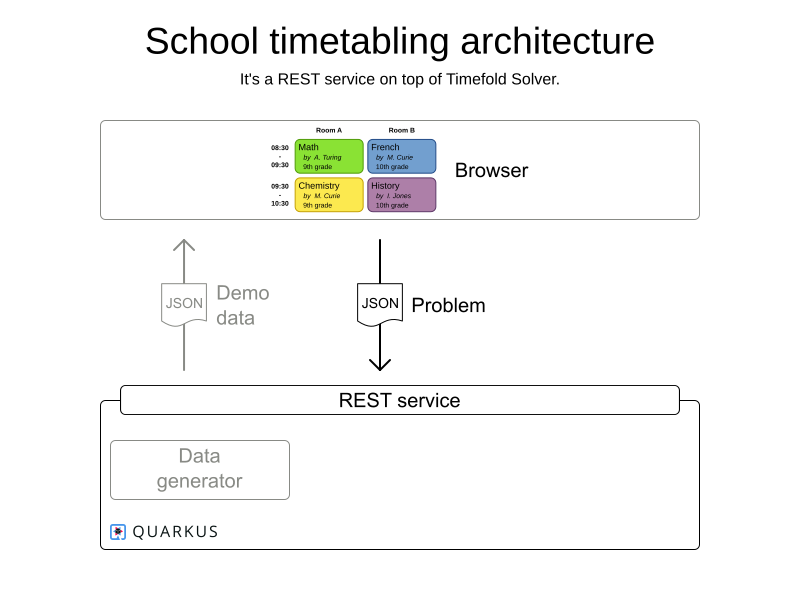 School timetabling architecture
It's a REST service on top of Timefold Solver.
Room A
Room B
08:30
-
09:30
Math
by A. Turing
9th grade
French
by M. Curie
10th grade
09:30
-
10:30
Chemistry
by M. Curie
9th grade
History
by I. Jones
10th grade
Browser
JSON
Demo
data
JSON
Problem
REST service
Data
generator
QUARKUS